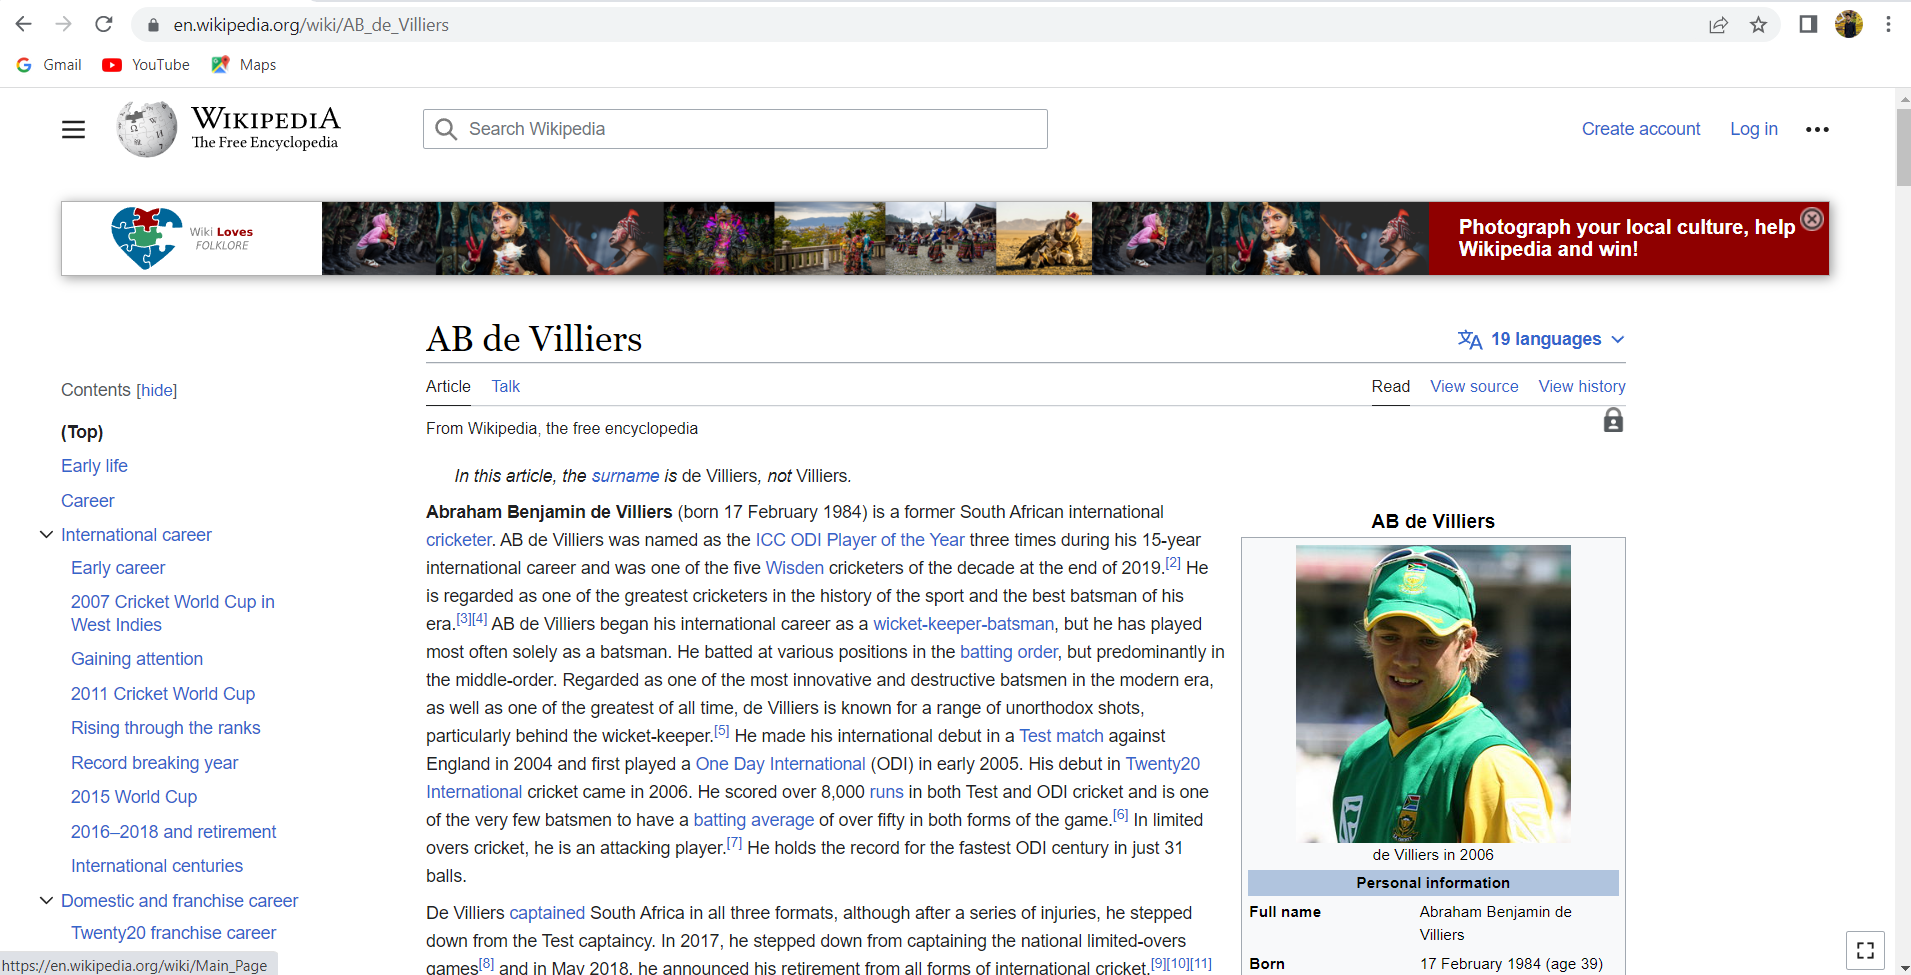 en.wikipedia.org/wiki/AB_de_Villiers
Gmail
YouTube
Maps
WIKIPEDIA
The Free Encyclopedia
Search Wikipedia
Create account
Log in
Wiki Loves
FOLKLORE
Photograph your local culture, help
Wikipedia and win!
AB de Villiers
19 languages
Article
Talk
Read
View source
View history
From Wikipedia, the free encyclopedia
Contents [hide]
(Top)
Early life
Career
International career
Early career
2007 Cricket World Cup in
West Indies
Gaining attention
2011 Cricket World Cup
Rising through the ranks
Record breaking year
2015 World Cup
2016–2018 and retirement
International centuries
Domestic and franchise career
Twenty20 franchise career
In this article, the surname is de Villiers, not Villiers.
Abraham Benjamin de Villiers (born 17 February 1984) is a former South African international
cricketer. AB de Villiers was named as the ICC ODI Player of the Year three times during his 15-year
international career and was one of the five Wisden cricketers of the decade at the end of 2019.[2] He
is regarded as one of the greatest cricketers in the history of the sport and the best batsman of his
era.[3][4] AB de Villiers began his international career as a wicket-keeper-batsman, but he has played
most often solely as a batsman. He batted at various positions in the batting order, but predominantly in
the middle-order. Regarded as one of the most innovative and destructive batsmen in the modern era,
as well as one of the greatest of all time, de Villiers is known for a range of unorthodox shots,
particularly behind the wicket-keeper.[5] He made his international debut in a Test match against
England in 2004 and first played a One Day International (ODI) in early 2005. His debut in Twenty20
International cricket came in 2006. He scored over 8,000 runs in both Test and ODI cricket and is one
of the very few batsmen to have a batting average of over fifty in both forms of the game.[6] In limited
overs cricket, he is an attacking player.[7] He holds the record for the fastest ODI century in just 31
balls.
De Villiers captained South Africa in all three formats, although after a series of injuries, he stepped
down from the Test captaincy. In 2017, he stepped down from captaining the national limited-overs
games[8] and in May 2018, he announced his retirement from all forms of international cricket.[9][10][11]
AB de Villiers
de Villiers in 2006
Personal information
Full name
Abraham Benjamin de
Villiers
Born
17 February 1984 (age 39)
https://en.wikipedia.org/wiki/Main_Page